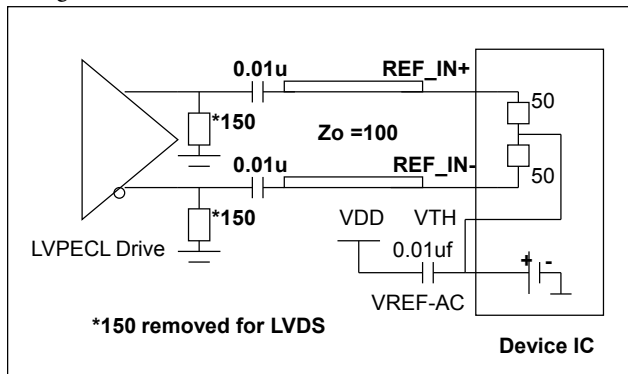 0.01u
REF_IN+
50
*150
Zo =100
0.01u
REF_IN-
50
*150
VDD
VTH
LVPECL Drive
0.01uf
+ -
VREF-AC
*150 removed for LVDS
Device IC